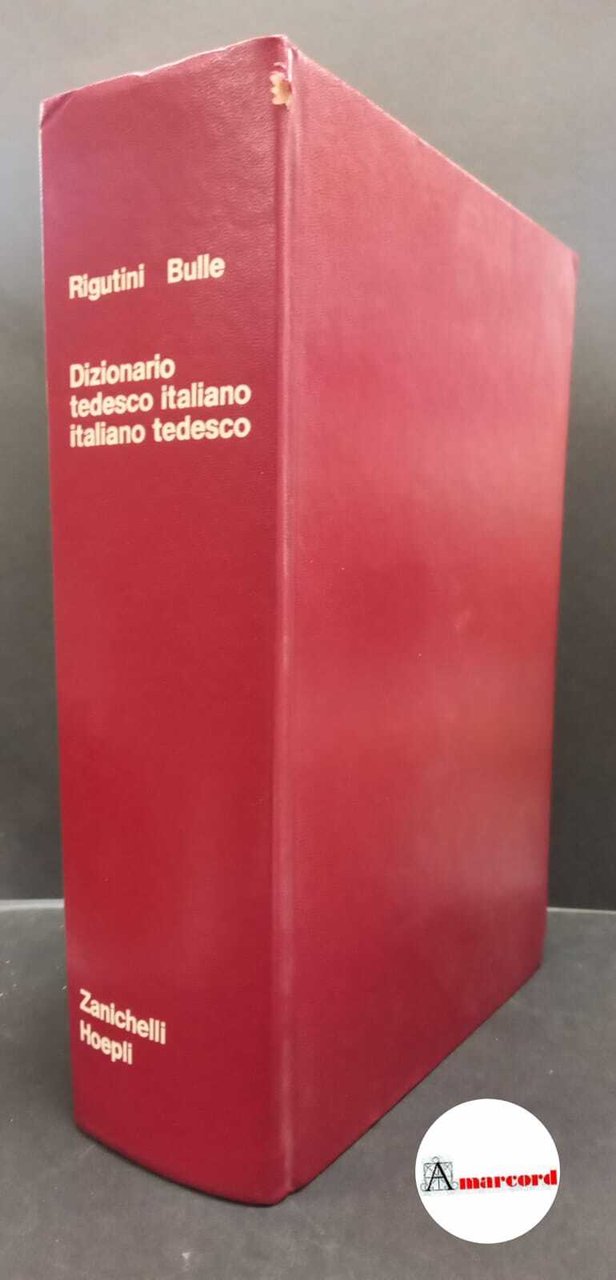 Rigutini Bulle
Dizionario
tedesco italiano
italiano tedesco
Zanichelli
Hoepli
Amarcord